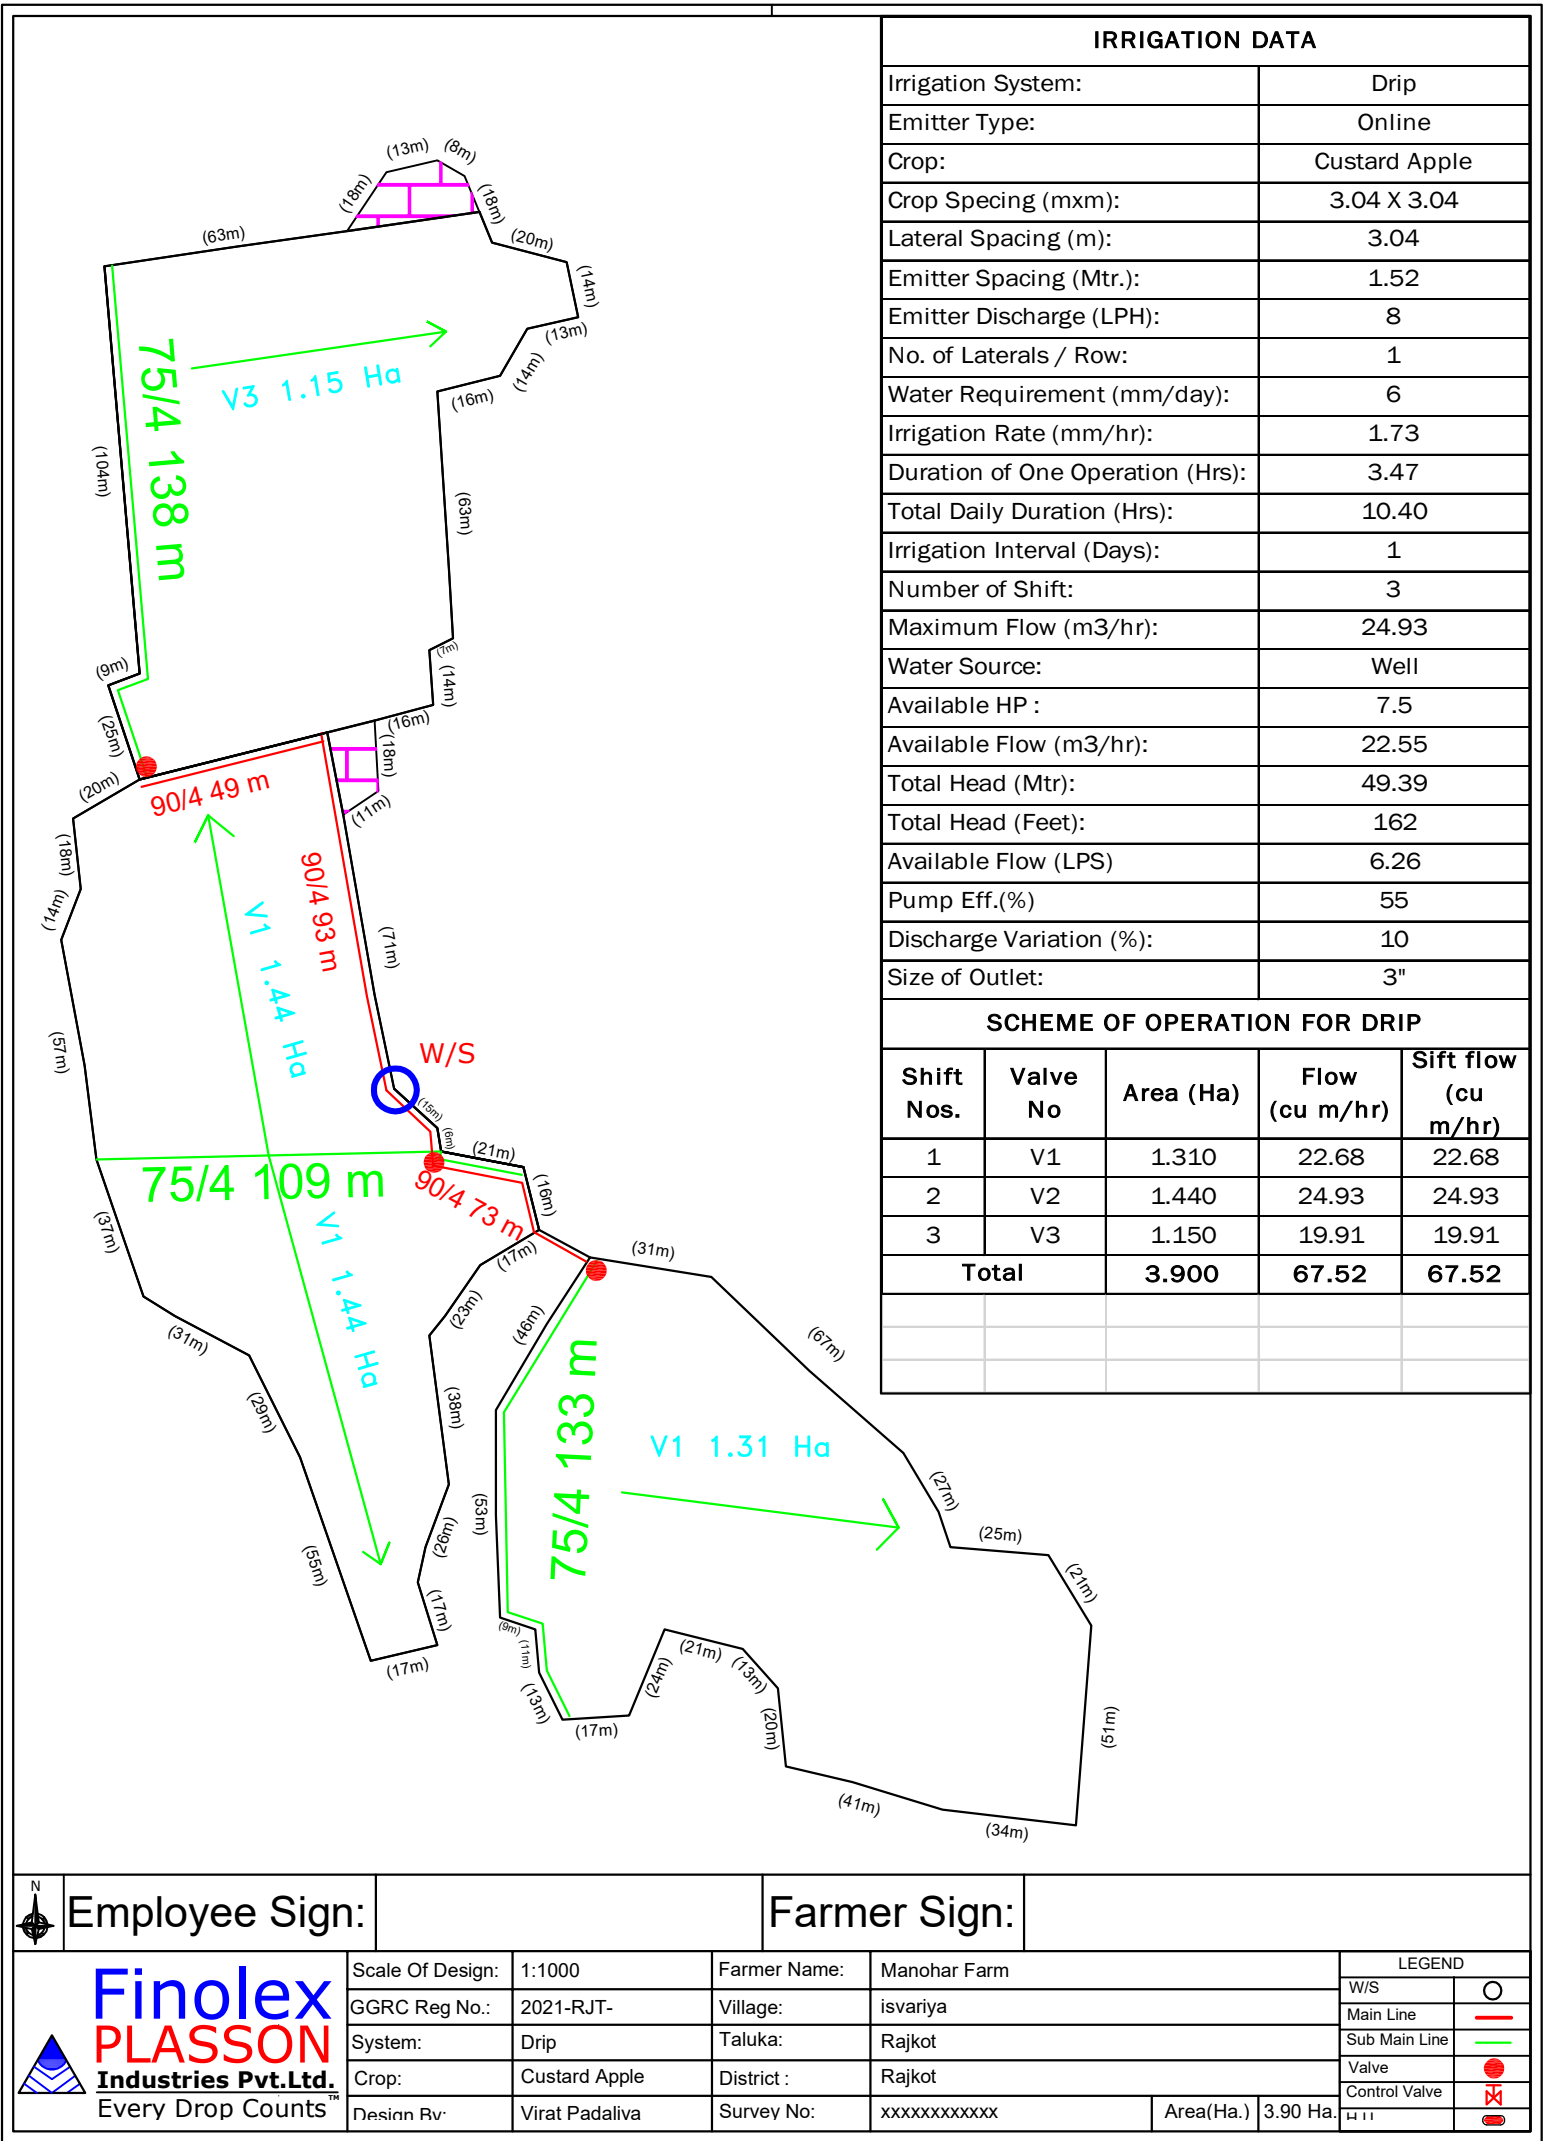 IRRIGATION DATA
Irrigation System: Drip
Emitter Type: Online
Crop: Custard Apple
Crop Specing (mxm): 3.04 X 3.04
Lateral Spacing (m): 3.04
Emitter Spacing (Mtr.): 1.52
Emitter Discharge (LPH): 8
No. of Laterals / Row: 1
Water Requirement (mm/day): 6
Irrigation Rate (mm/hr): 1.73
Duration of One Operation (Hrs): 3.47
Total Daily Duration (Hrs): 10.40
Irrigation Interval (Days): 1
Number of Shift: 3
Maximum Flow (m3/hr): 24.93
Water Source: Well
Available HP : 7.5
Available Flow (m3/hr): 22.55
Total Head (Mtr): 49.39
Total Head (Feet): 162
Available Flow (LPS) 6.26
Pump Eff.(%) 55
Discharge Variation (%): 10
Size of Outlet: 3"
SCHEME OF OPERATION FOR DRIP
Shift Nos. Valve No Area (Ha) Flow (cu m/hr) Sift flow (cu m/hr)
1 V1 1.310 22.68 22.68
2 V2 1.440 24.93 24.93
3 V3 1.150 19.91 19.91
Total 3.900 67.52 67.52
(13m)
(8m)
(18m)
(18m)
(63m)
(20m)
(14m)
(13m)
(14m)
(16m)
V3 1.15 Ha
75/4 138 m
(104m)
(63m)
(7m)
(9m)
(14m)
(25m)
(16m)
(18m)
(20m)
90/4 49 m
(11m)
(18m)
90/4 93 m
(14m)
V1 1.44 Ha
(71m)
(57m)
W/S
(15m)
(6m)
(21m)
75/4 109 m
90/4 73 m
(16m)
(37m)
V1 1.44 Ha
(17m)
(31m)
(31m)
(23m)
(46m)
(67m)
(29m)
(38m)
75/4 133 m
V1 1.31 Ha
(27m)
(53m)
(26m)
(25m)
(55m)
(21m)
(17m)
(9m)
(11m)
(17m)
(13m)
(17m)
(24m)
(21m)
(13m)
(20m)
(51m)
(41m)
(34m)
N
Employee Sign:
Farmer Sign:
Finolex
PLASSON
Industries Pvt.Ltd.
Every Drop Counts™
Scale Of Design: 1:1000 Farmer Name: Manohar Farm
GGRC Reg No.: 2021-RJT- Village: isvariya
System: Drip Taluka: Rajkot
Crop: Custard Apple District : Rajkot
Design By: Virat Padaliya Survey No: xxxxxxxxxxxx Area(Ha.) 3.90 Ha.
LEGEND
W/S
Main Line
Sub Main Line
Valve
Control Valve